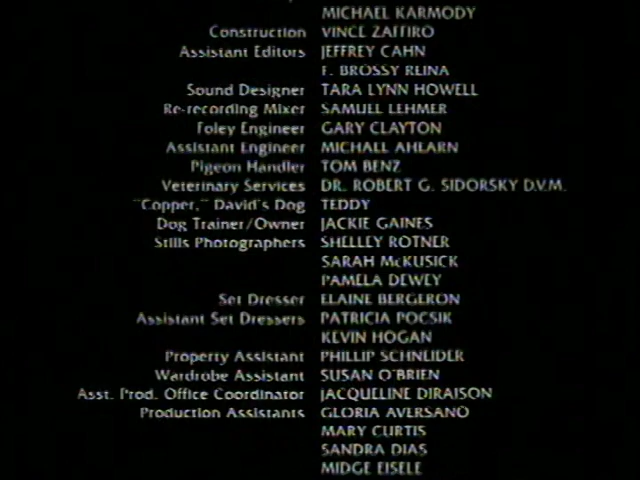 MICHAEL KARMODY
Construction VINCE ZAFFIRO
Assistant Editors JEFFREY CAHN
F. BROSSY REINA
Sound Designer TARA LYNN HOWELL
Re-recording Mixer SAMUEL LEHMER
Foley Engineer GARY CLAYTON
Assistant Engineer MICHAEL AHEARN
Pigeon Handler TOM BENZ
Veterinary Services DR. ROBERT G. SIDORSKY D.V.M.
"Copper," David's Dog TEDDY
Dog Trainer/Owner JACKIE GAINES
Stills Photographers SHELLEY ROTNER
SARAH McKUSICK
PAMELA DEWEY
Set Dresser ELAINE BERGERON
Assistant Set Dressers PATRICIA POCSIK
KEVIN HOGAN
Property Assistant PHILLIP SCHNEIDER
Wardrobe Assistant SUSAN O'BRIEN
Asst. Prod. Office Coordinator JACQUELINE DIRAISON
Production Assistants GLORIA AVERSANO
MARY CURTIS
SANDRA DIAS
MIDGE EISELE